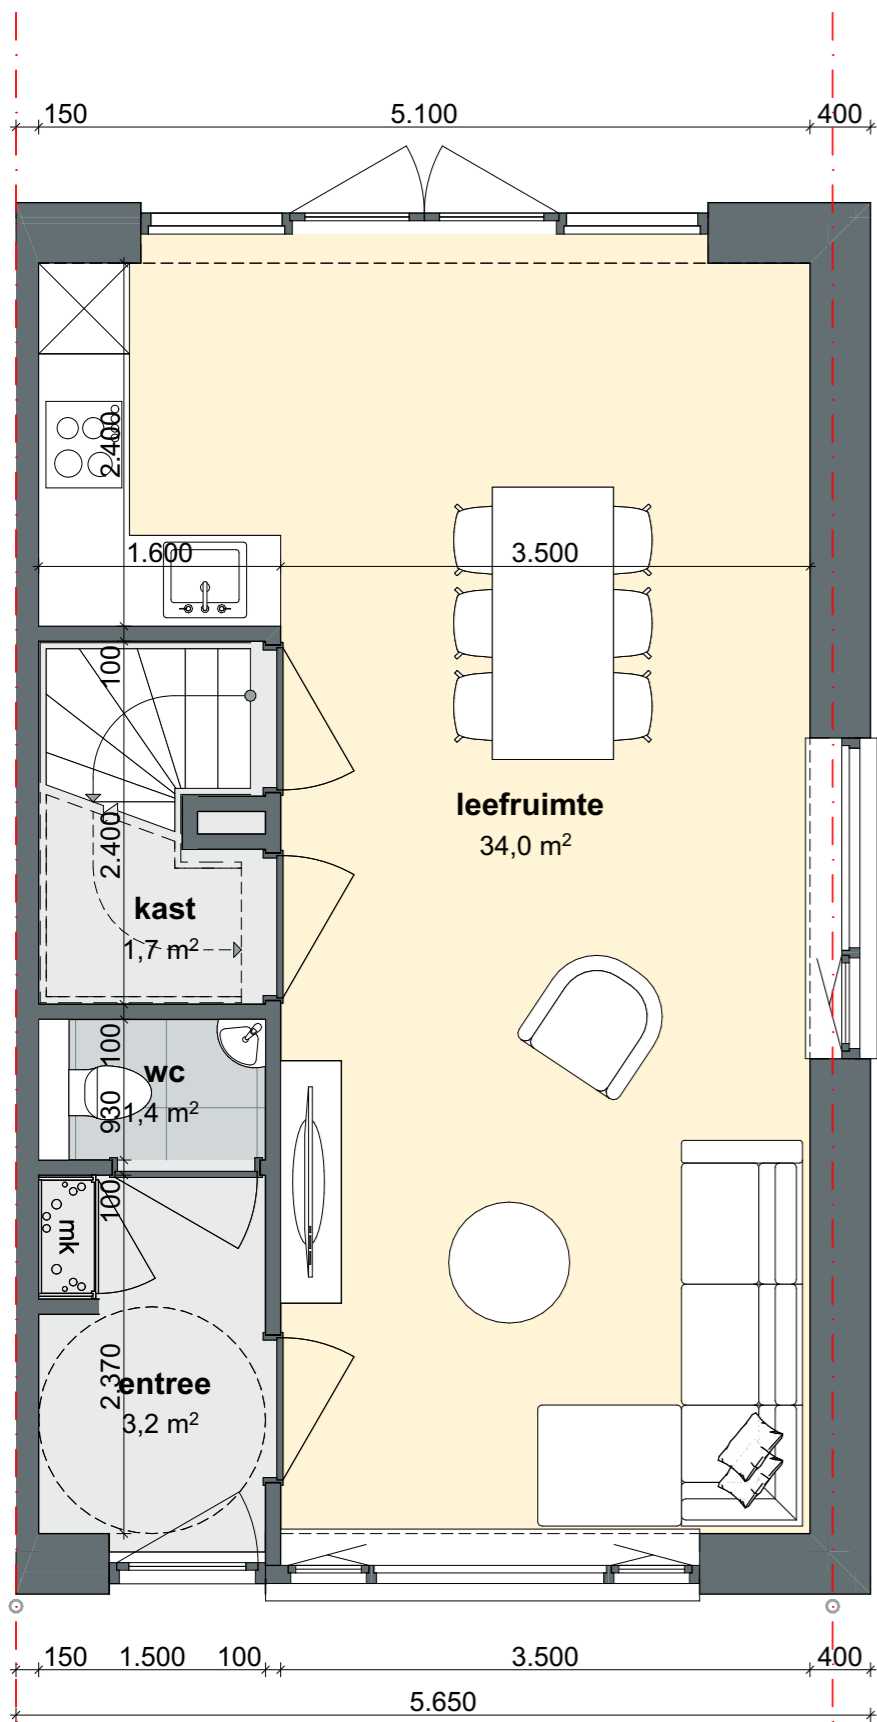 150 5.100 400
2.400
1.600 3.500
100
leefruimte
34,0 m²
2.400
kast
1,7 m²
100
wc
930 1,4 m²
100
mk
2.370
entree
3,2 m²
150 1.500 100 3.500 400
5.650